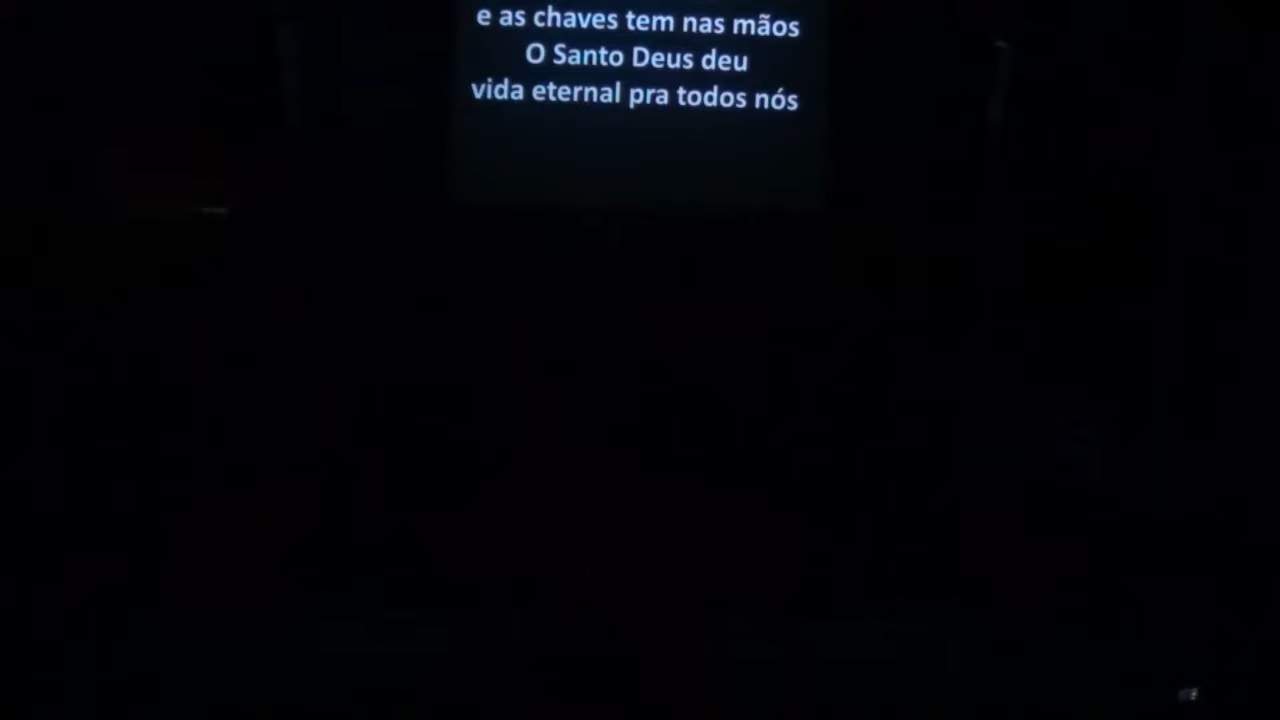 e as chaves tem nas mãos
O Santo Deus deu
vida eternal pra todos nós